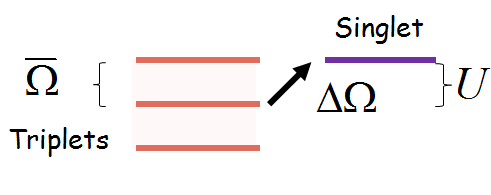 Singlet
Ω̅
ΔΩ
U
Triplets